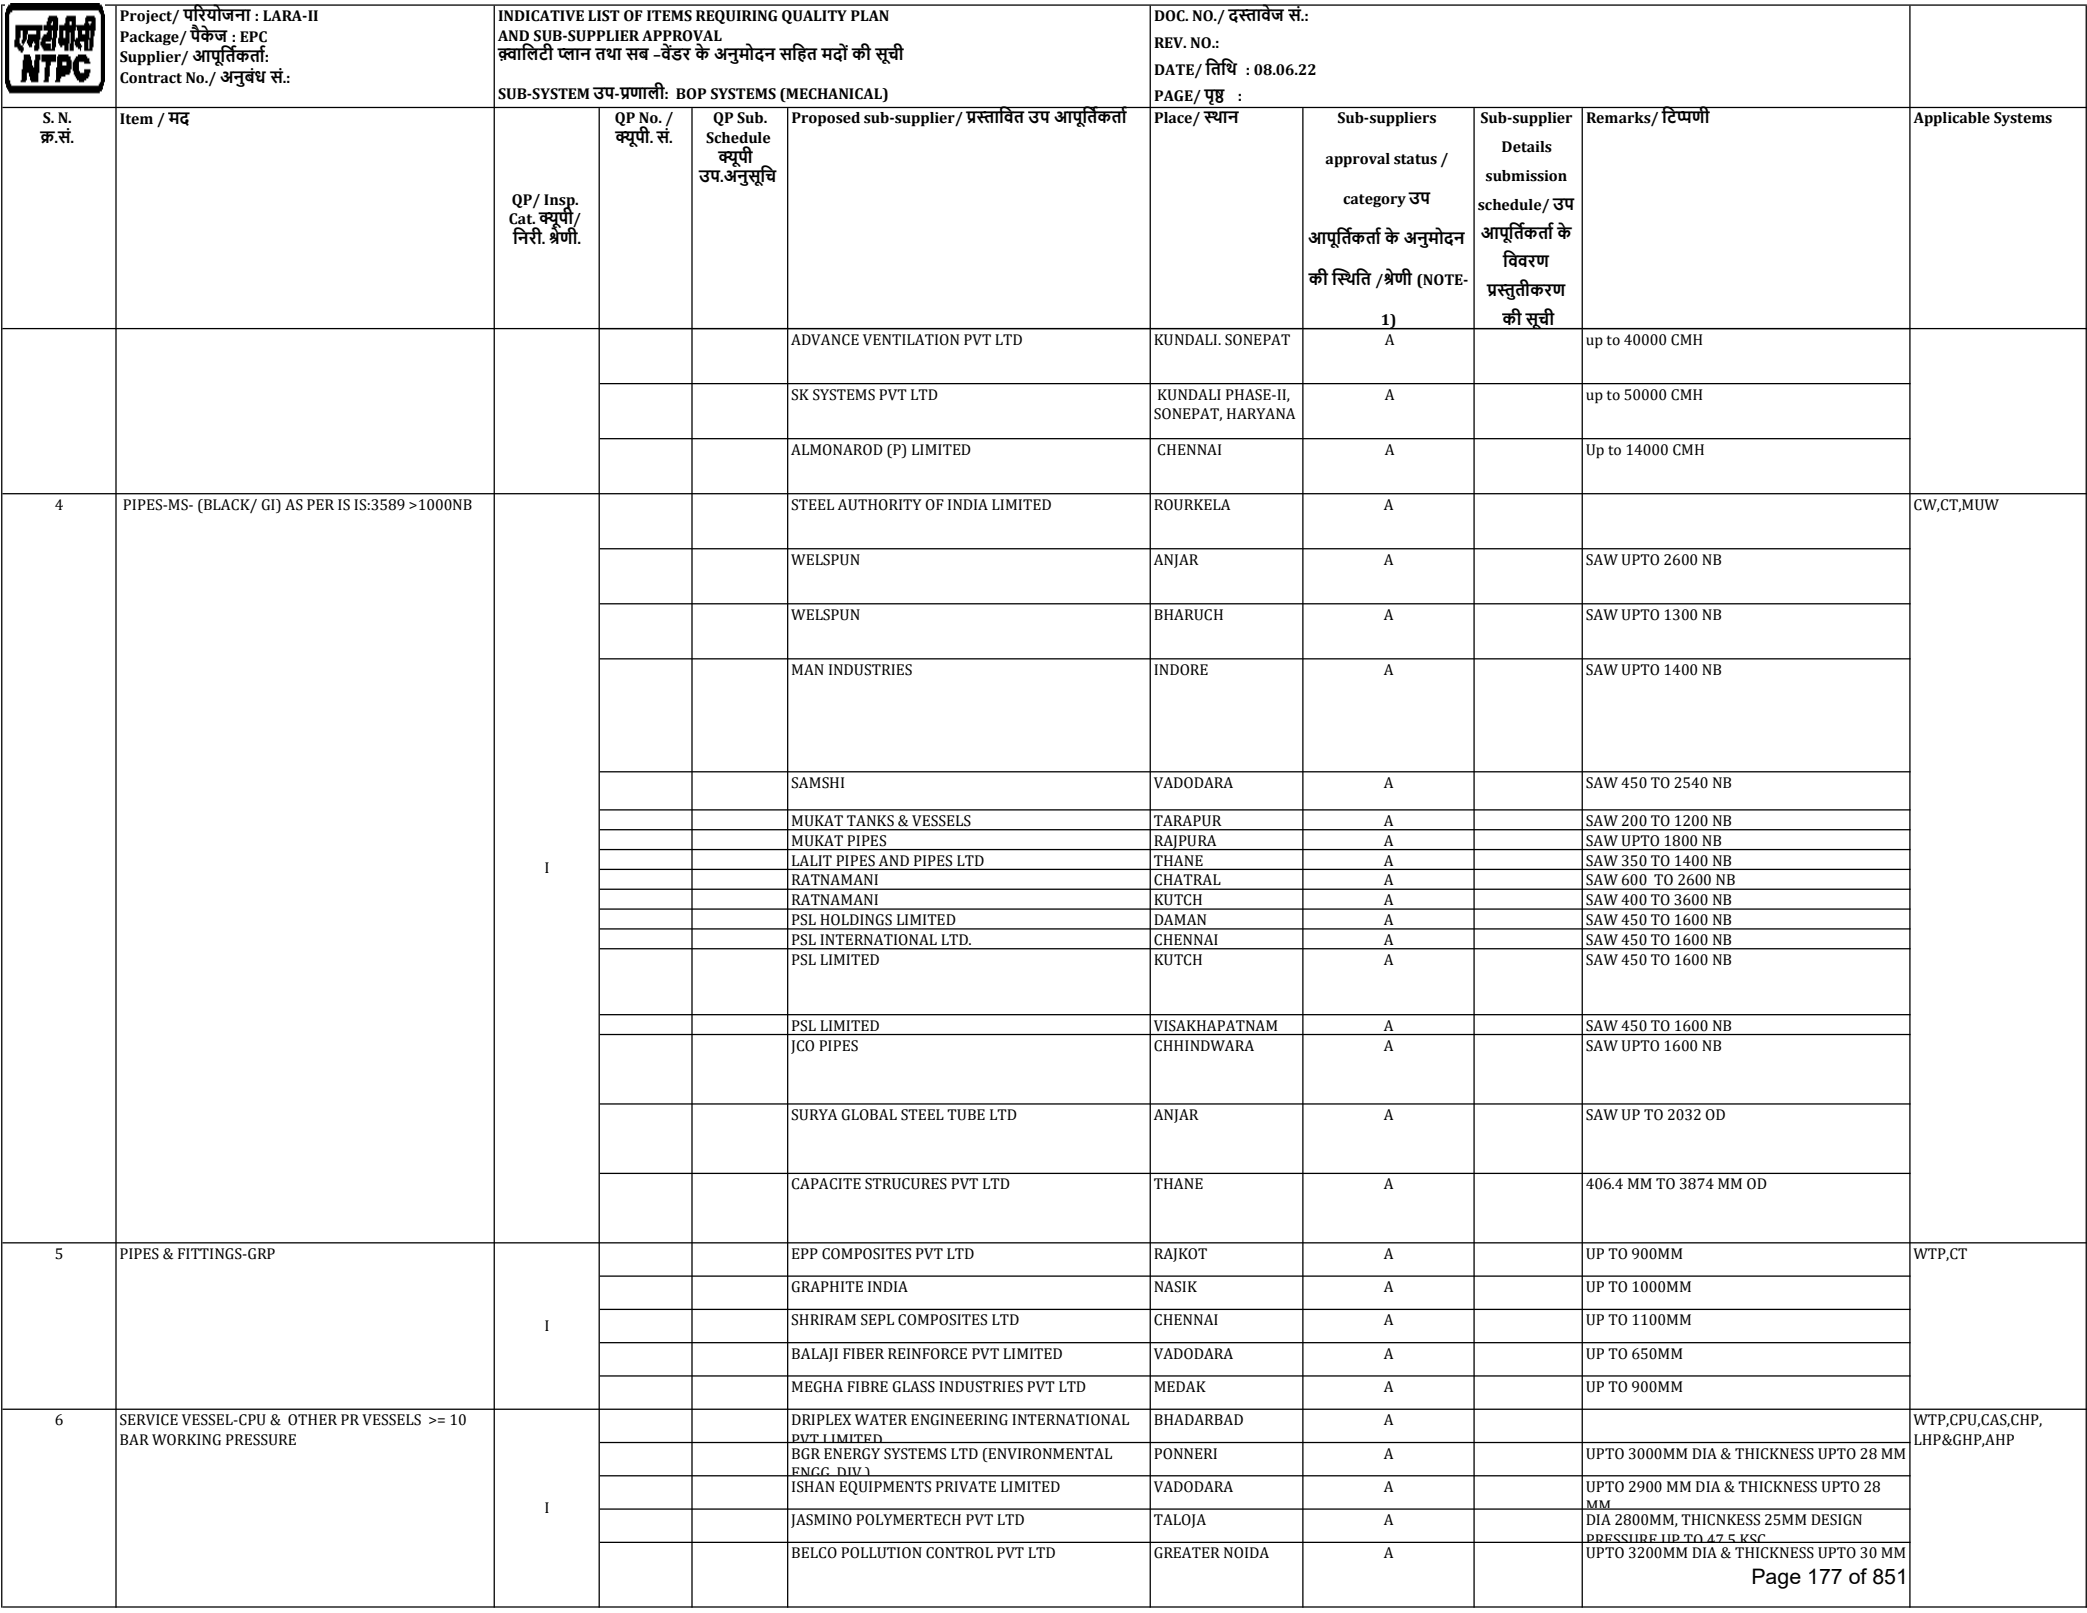 एनटीपीसी
NTPC
Project/ परियोजना : LARA-II
Package/ पैकेज : EPC
Supplier/ आपूर्तिकर्ता:
Contract No./ अनुबंध सं.:
INDICATIVE LIST OF ITEMS REQUIRING QUALITY PLAN
AND SUB-SUPPLIER APPROVAL
क़्वालिटी प्लान तथा सब –वेंडर के अनुमोदन सहित मदों की सूची
SUB-SYSTEM उप-प्रणाली: BOP SYSTEMS (MECHANICAL)
DOC. NO./ दस्तावेज सं.:
REV. NO.:
DATE/ तिथि : 08.06.22
PAGE/ पृष्ठ :
S. N.
क्र.सं.
Item / मद
QP/ Insp.
Cat. क्यूपी/
निरी. श्रेणी.
QP No. /
क्यूपी. सं.
QP Sub.
Schedule
क्यूपी
उप.अनुसूचि
Proposed sub-supplier/ प्रस्तावित उप आपूर्तिकर्ता
Place/ स्थान
Sub-suppliers
approval status /
category उप
आपूर्तिकर्ता के अनुमोदन
की स्थिति /श्रेणी (NOTE-
1)
Sub-supplier
Details
submission
schedule/ उप
आपूर्तिकर्ता के
विवरण
प्रस्तुतीकरण
की सूची
Remarks/ टिप्पणी
Applicable Systems
ADVANCE VENTILATION PVT LTD KUNDALI. SONEPAT A up to 40000 CMH
SK SYSTEMS PVT LTD KUNDALI PHASE-II, A up to 50000 CMH
SONEPAT, HARYANA
ALMONAROD (P) LIMITED CHENNAI A Up to 14000 CMH
4 PIPES-MS- (BLACK/ GI) AS PER IS IS:3589 >1000NB STEEL AUTHORITY OF INDIA LIMITED ROURKELA A CW,CT,MUW
WELSPUN ANJAR A SAW UPTO 2600 NB
WELSPUN BHARUCH A SAW UPTO 1300 NB
MAN INDUSTRIES INDORE A SAW UPTO 1400 NB
SAMSHI VADODARA A SAW 450 TO 2540 NB
MUKAT TANKS & VESSELS TARAPUR A SAW 200 TO 1200 NB
MUKAT PIPES RAJPURA A SAW UPTO 1800 NB
I LALIT PIPES AND PIPES LTD THANE A SAW 350 TO 1400 NB
RATNAMANI CHATRAL A SAW 600 TO 2600 NB
RATNAMANI KUTCH A SAW 400 TO 3600 NB
PSL HOLDINGS LIMITED DAMAN A SAW 450 TO 1600 NB
PSL INTERNATIONAL LTD. CHENNAI A SAW 450 TO 1600 NB
PSL LIMITED KUTCH A SAW 450 TO 1600 NB
PSL LIMITED VISAKHAPATNAM A SAW 450 TO 1600 NB
JCO PIPES CHHINDWARA A SAW UPTO 1600 NB
SURYA GLOBAL STEEL TUBE LTD ANJAR A SAW UP TO 2032 OD
CAPACITE STRUCURES PVT LTD THANE A 406.4 MM TO 3874 MM OD
5 PIPES & FITTINGS-GRP EPP COMPOSITES PVT LTD RAJKOT A UP TO 900MM WTP,CT
GRAPHITE INDIA NASIK A UP TO 1000MM
I SHRIRAM SEPL COMPOSITES LTD CHENNAI A UP TO 1100MM
BALAJI FIBER REINFORCE PVT LIMITED VADODARA A UP TO 650MM
MEGHA FIBRE GLASS INDUSTRIES PVT LTD MEDAK A UP TO 900MM
6 SERVICE VESSEL-CPU & OTHER PR VESSELS >= 10 DRIPLEX WATER ENGINEERING INTERNATIONAL BHADARBAD A WTP,CPU,CAS,CHP,
BAR WORKING PRESSURE PVT LIMITED LHP&GHP,AHP
BGR ENERGY SYSTEMS LTD (ENVIRONMENTAL PONNERI A UPTO 3000MM DIA & THICKNESS UPTO 28 MM
ENGG. DIV.)
ISHAN EQUIPMENTS PRIVATE LIMITED VADODARA A UPTO 2900 MM DIA & THICKNESS UPTO 28
MM
I JASMINO POLYMERTECH PVT LTD TALOJA A DIA 2800MM, THICNKESS 25MM DESIGN
PRESSURE UP TO 47.5 KSC
BELCO POLLUTION CONTROL PVT LTD GREATER NOIDA A UPTO 3200MM DIA & THICKNESS UPTO 30 MM
Page 177 of 851